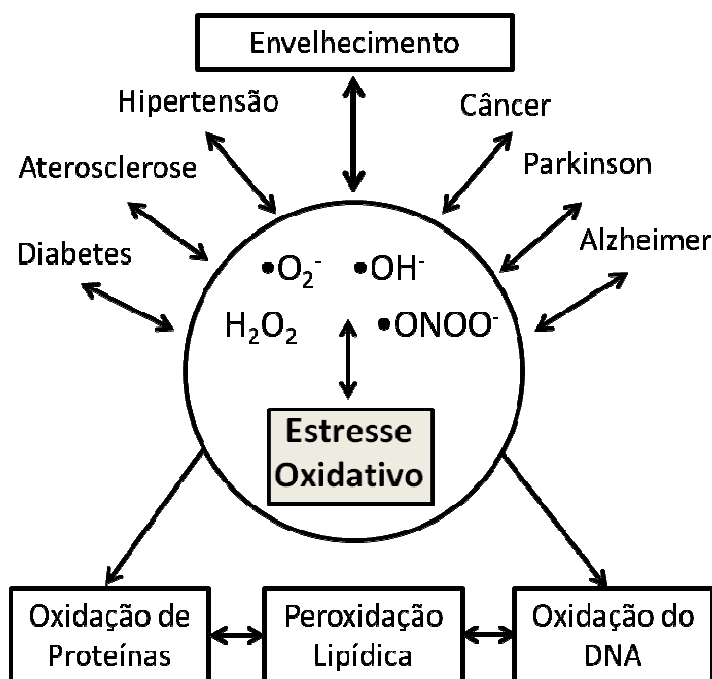 Envelhecimento
Hipertensão
Câncer
Aterosclerose
Parkinson
Diabetes
Alzheimer
•O₂⁻ •OH⁻
H₂O₂ •ONOO⁻
Estresse
Oxidativo
Oxidação de
Proteínas
Peroxidação
Lipídica
Oxidação do
DNA